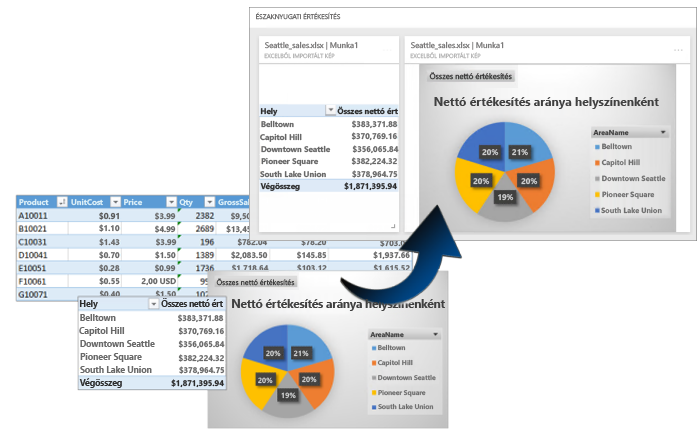 ÉSZAKNYUGATI ÉRTÉKESÍTÉS
Seattle_sales.xlsx | Munka1
EXCELBŐL IMPORTÁLT KÉP
Hely Összes nettó ért
Belltown $383,371.88
Capitol Hill $370,769.16
Downtown Seattle $356,065.84
Pioneer Square $382,224.32
South Lake Union $378,964.75
Végösszeg $1,871,395.94
Seattle_sales.xlsx | Munka1
EXCELBŐL IMPORTÁLT KÉP
Összes nettó értékesítés
Nettó értékesítés aránya helyszínenként
20% 21%
20% 20%
19%
AreaName
Belltown
Capitol Hill
Downtown Seattle
Pioneer Square
South Lake Union
Product UnitCost Price Qty GrossSal
A10011 $0.91 $3.99 2382
B10021 $1.10 $4.99 2689
C10031 $1.43 $3.99 196 $782.04 $78.20
D10041 $0.70 $1.50 1389 $2,083.50 $145.85 $1,937.66
E10051 $0.28 $0.99 1736 $1,718.64 $103.12 $1,615.52
F10061 $0.55 2,00 USD
G10071 $0.40 $1.50
Hely Összes nettó ért
Belltown $383,371.88
Capitol Hill $370,769.16
Downtown Seattle $356,065.84
Pioneer Square $382,224.32
South Lake Union $378,964.75
Végösszeg $1,871,395.94
Összes nettó értékesítés
Nettó értékesítés aránya helyszínenként
20% 21%
20% 20%
19%
AreaName
Belltown
Capitol Hill
Downtown Seattle
Pioneer Square
South Lake Union